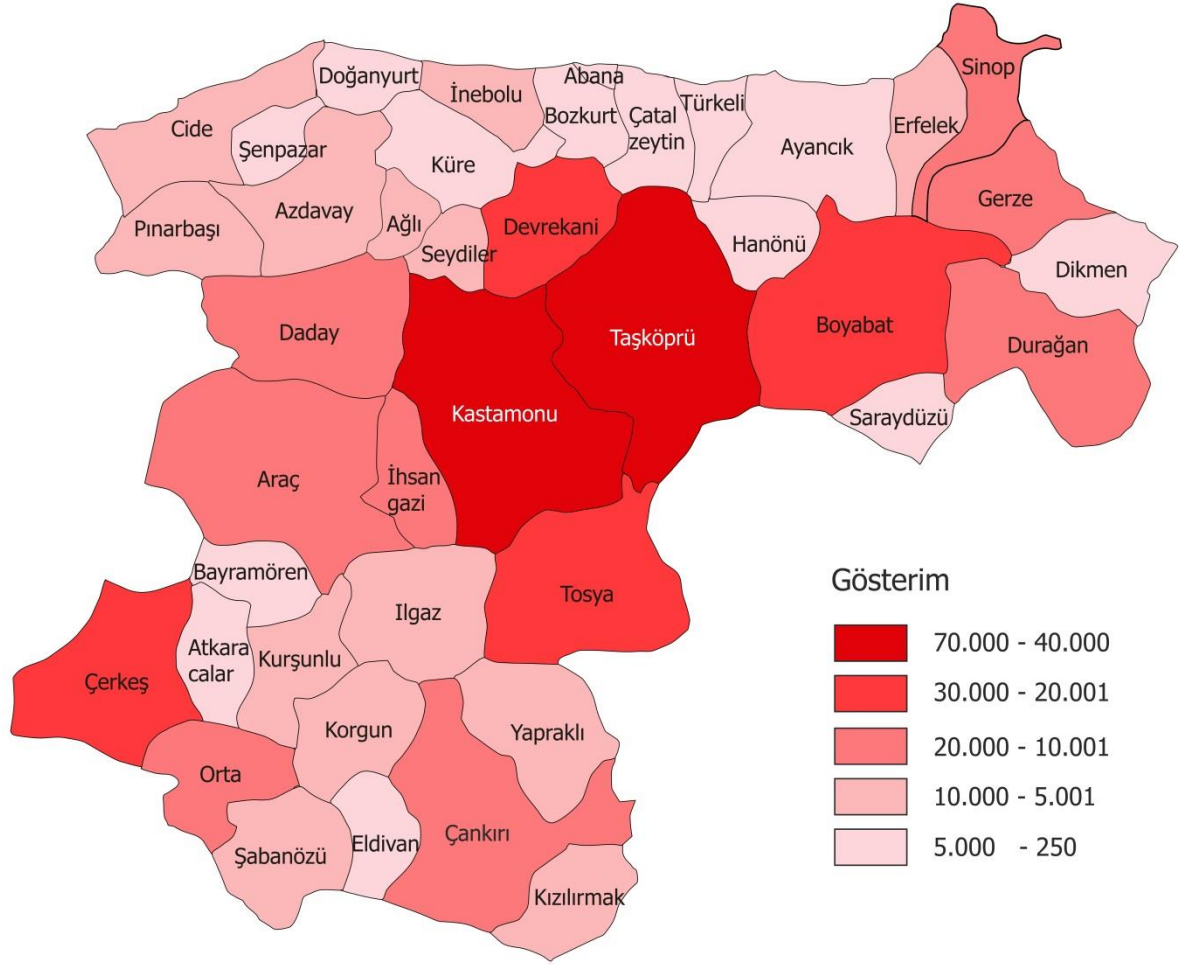 Doğanyurt
İnebolu
Abana
Bozkurt
Çatal
zeytin
Türkeli
Ayancık
Erfelek
Sinop
Cide
Şenpazar
Küre
Pınarbaşı
Azdavay
Ağlı
Seydiler
Devrekani
Hanönü
Gerze
Dikmen
Daday
Taşköprü
Boyabat
Durağan
Kastamonu
Saraydüzü
Araç
İhsan
gazi
Bayramören
Tosya
Ilgaz
Atkara
calar
Kurşunlu
Çerkeş
Korgun
Yapraklı
Orta
Çankırı
Eldivan
Şabanözü
Kızılırmak
Gösterim
70.000 - 40.000
30.000 - 20.001
20.000 - 10.001
10.000 - 5.001
5.000 - 250